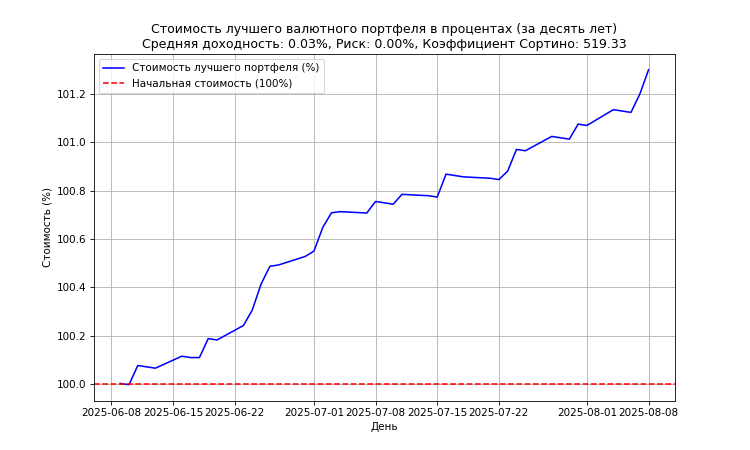 Стоимость лучшего валютного портфеля в процентах (за десять лет)
Средняя доходность: 0.03%, Риск: 0.00%, Коэффициент Сортино: 519.33
Стоимость лучшего портфеля (%)
Начальная стоимость (100%)
Стоимость (%)
101.2
101.0
100.8
100.6
100.4
100.2
100.0
2025-06-08 2025-06-15 2025-06-22 2025-07-01 2025-07-08 2025-07-15 2025-07-22 2025-08-01 2025-08-08
День